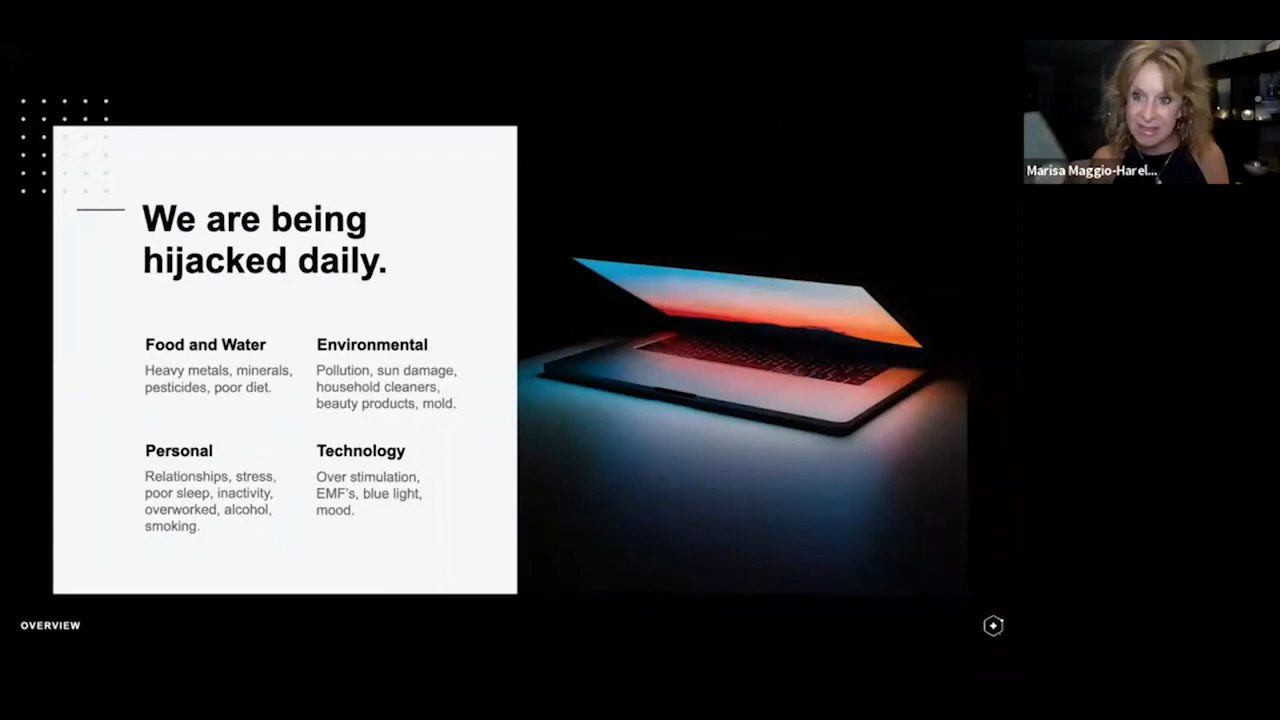 We are being
hijacked daily.
Food and Water
Heavy metals, minerals,
pesticides, poor diet.
Environmental
Pollution, sun damage,
household cleaners,
beauty products, mold.
Personal
Relationships, stress,
poor sleep, inactivity,
overworked, alcohol,
smoking.
Technology
Over stimulation,
EMF's, blue light,
mood.
OVERVIEW
Marisa Maggio-Harel...